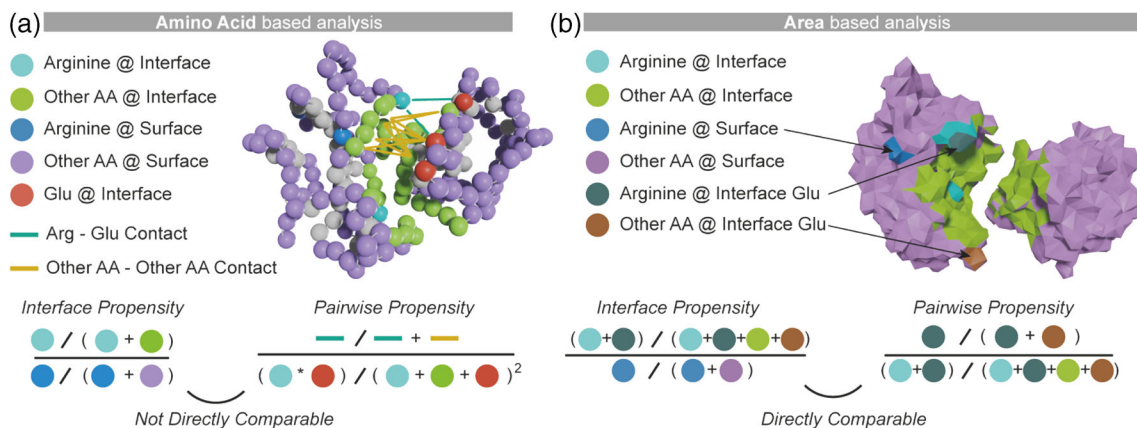 (a)
Amino Acid based analysis
Arginine @ Interface
Other AA @ Interface
Arginine @ Surface
Other AA @ Surface
Glu @ Interface
Arg - Glu Contact
Other AA - Other AA Contact
Interface Propensity
/ ( + )
/ ( + )
Pairwise Propensity
/ +
( * ) / ( + + )2
Not Directly Comparable
(b)
Area based analysis
Arginine @ Interface
Other AA @ Interface
Arginine @ Surface
Other AA @ Surface
Arginine @ Interface Glu
Other AA @ Interface Glu
Interface Propensity
( + ) / ( + + + )
/ ( + )
Pairwise Propensity
/ ( + )
( + ) / ( + + + )
Directly Comparable